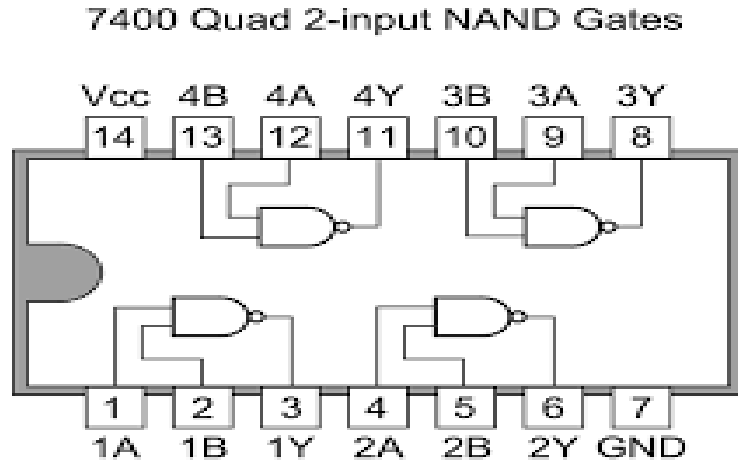 7400 Quad 2-input NAND Gates
Vcc 4B 4A 4Y 3B 3A 3Y
14 13 12 11 10 9 8
1 2 3 4 5 6 7
1A 1B 1Y 2A 2B 2Y GND